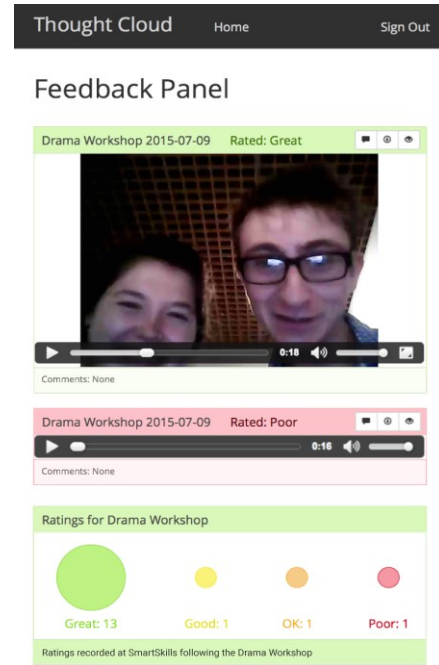 Thought Cloud Home Sign Out
Feedback Panel
Drama Workshop 2015-07-09 Rated: Great
0:18
Comments: None
Drama Workshop 2015-07-09 Rated: Poor
0:16
Comments: None
Ratings for Drama Workshop
Great: 13 Good: 1 OK: 1 Poor: 1
Ratings recorded at SmartSkills following the Drama Workshop